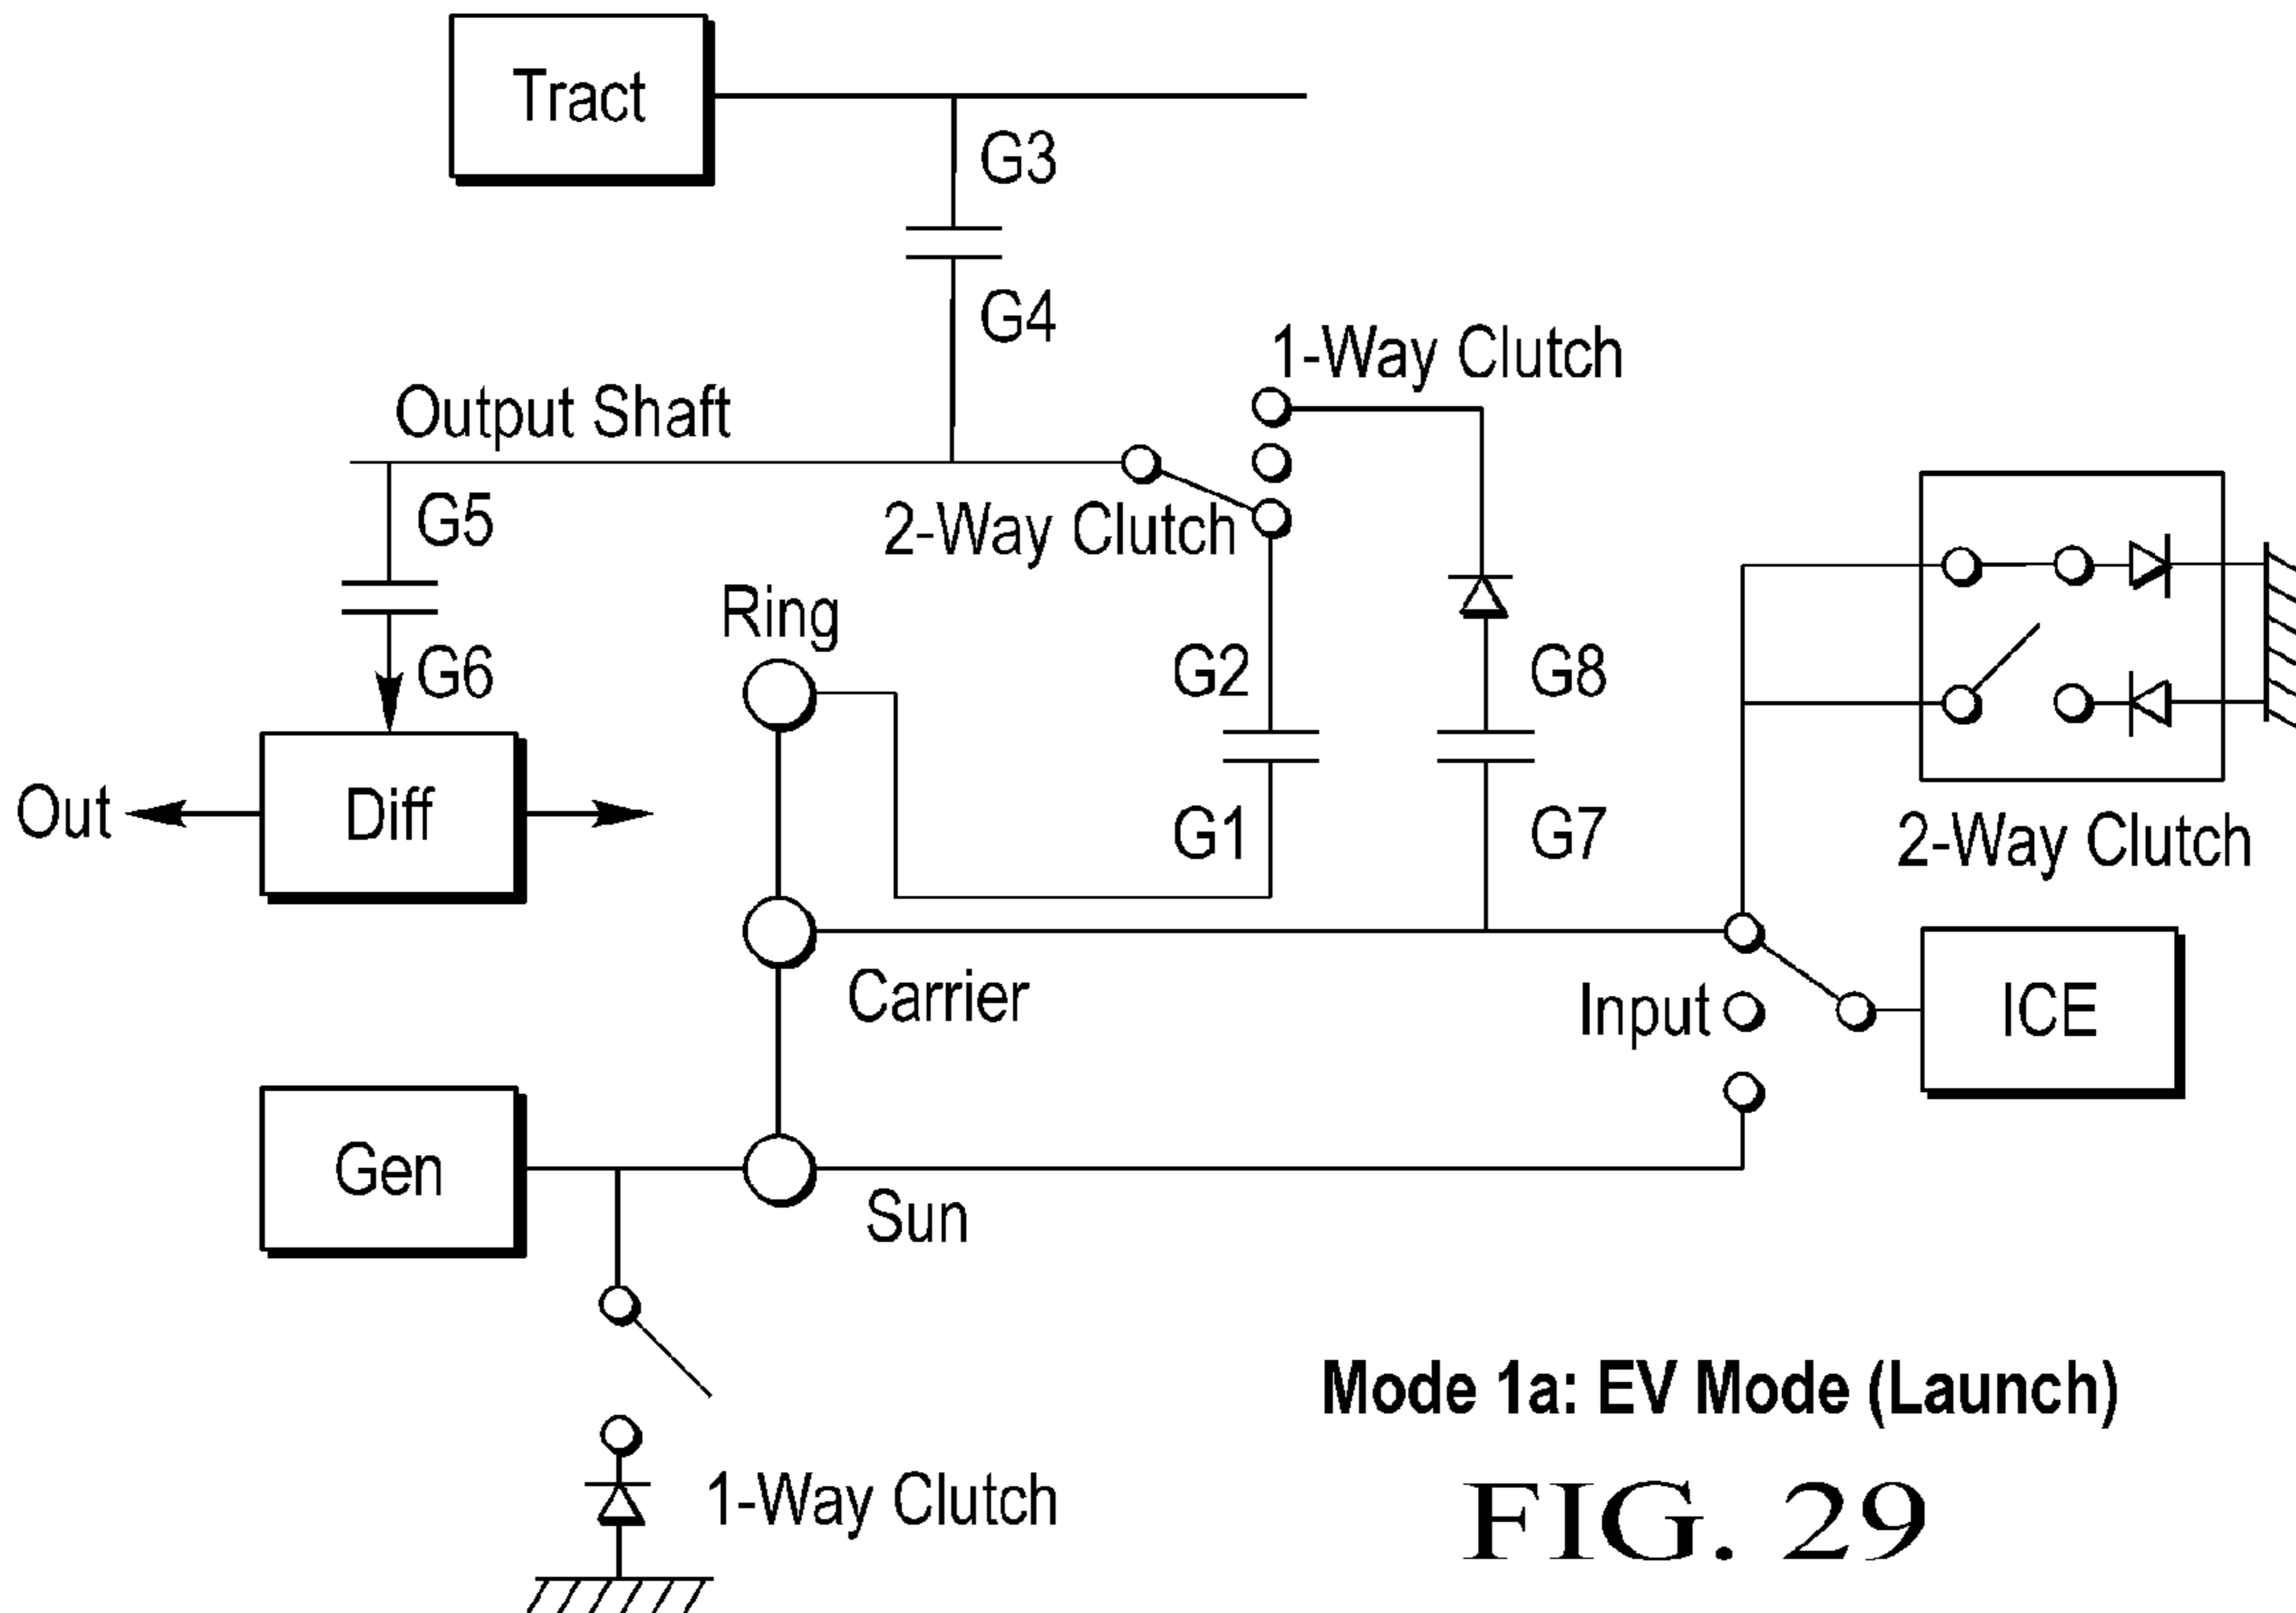 Tract
G3
G4
1-Way Clutch
Output Shaft
2-Way Clutch
G5
Ring
G2
G8
G6
Out
Diff
G1
G7
2-Way Clutch
Carrier
Input
ICE
Gen
Sun
Mode 1a: EV Mode (Launch)
1-Way Clutch
FIG. 29